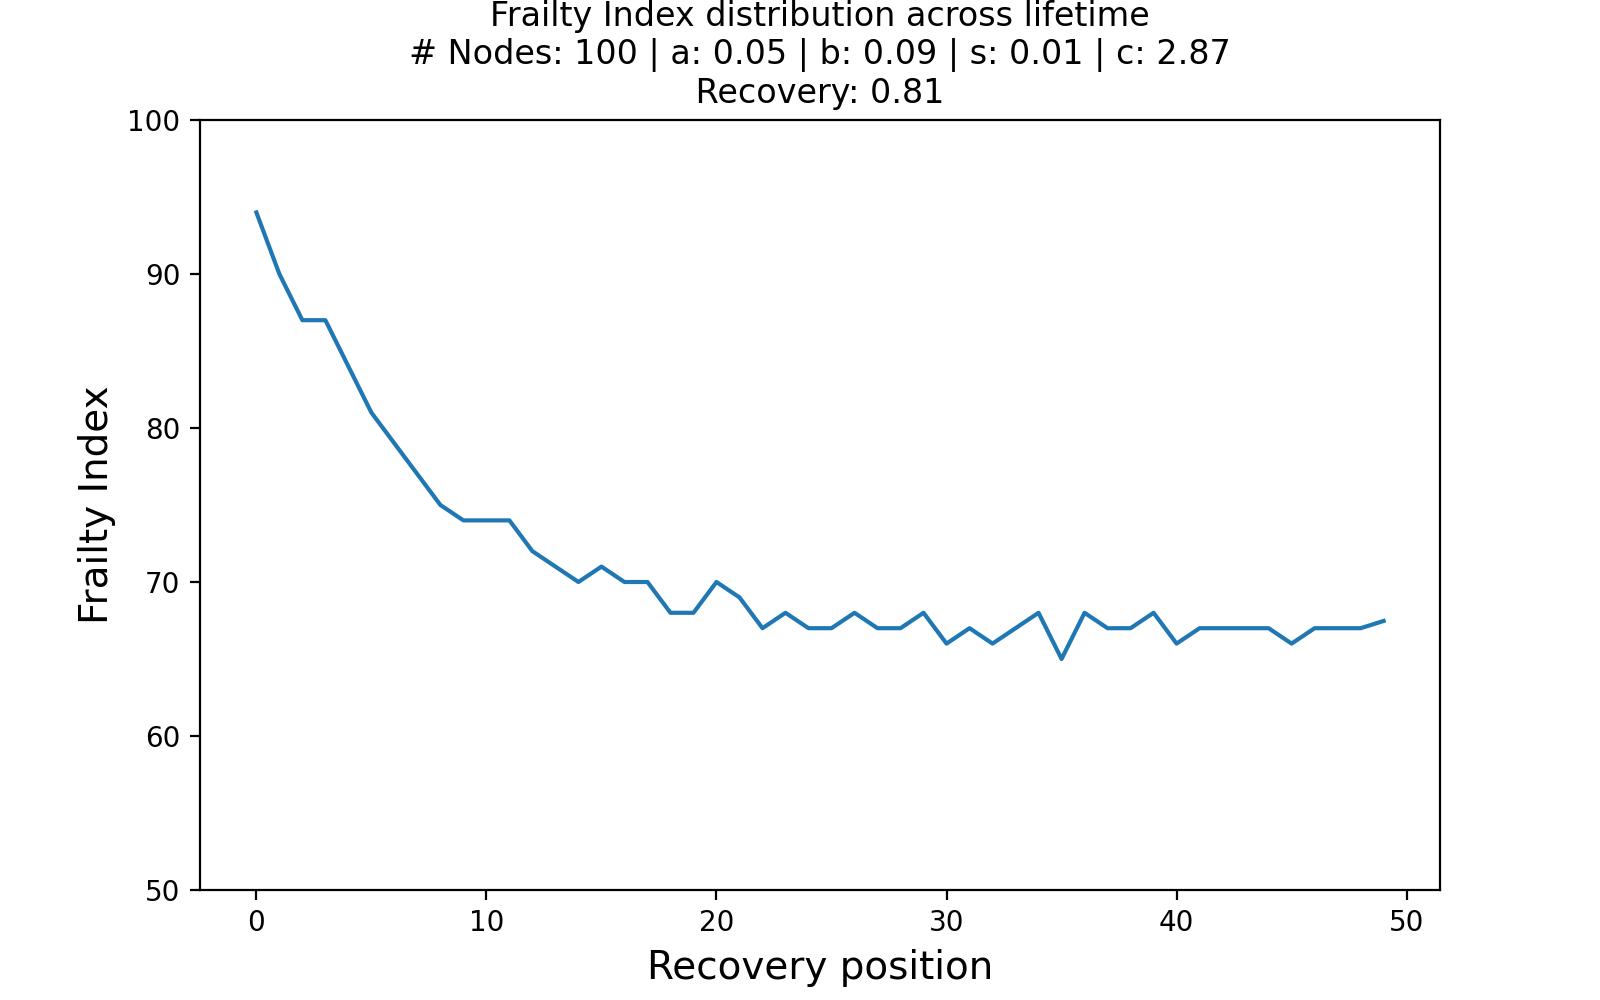 Frailty Index distribution across lifetime
# Nodes: 100 | a: 0.05 | b: 0.09 | s: 0.01 | c: 2.87
Recovery: 0.81
100
90
80
70
60
50
Frailty Index
0 10 20 30 40 50
Recovery position